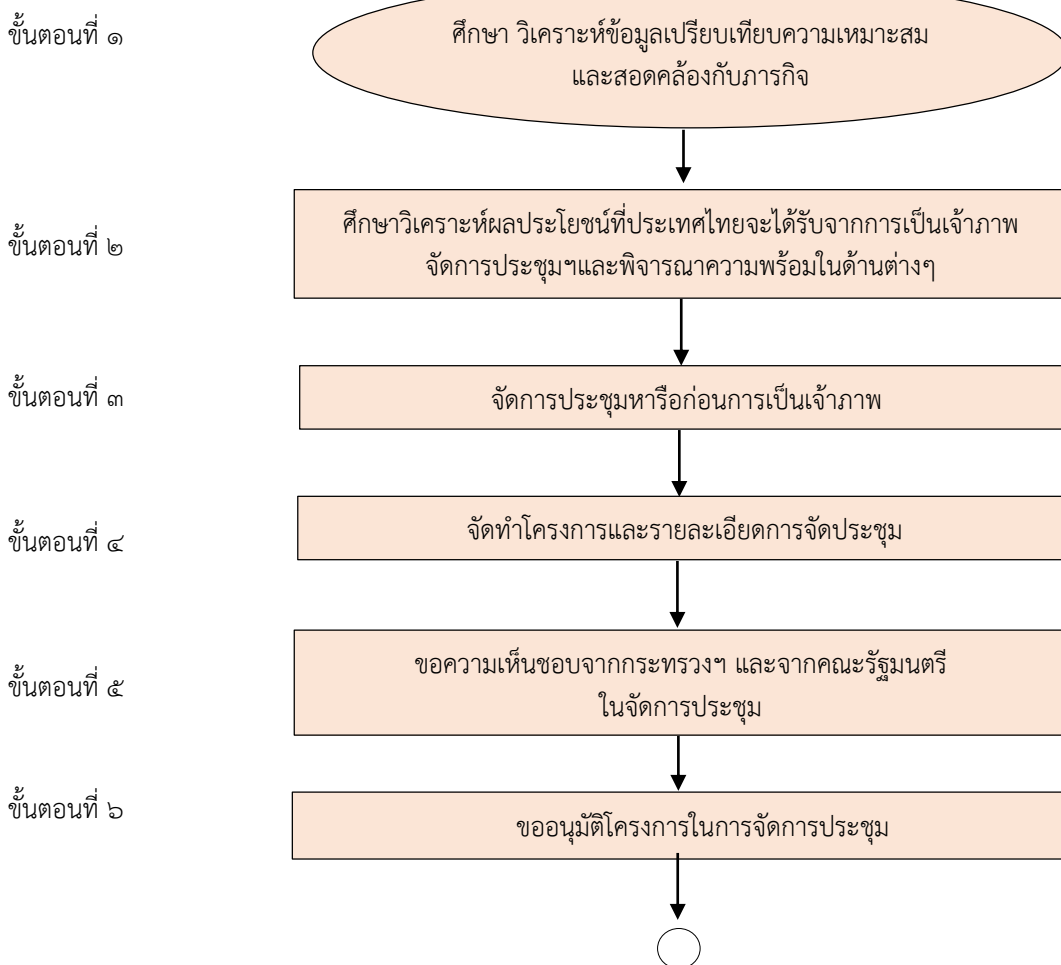 ขั้นตอนที่ ๑
ศึกษา วิเคราะห์ข้อมูลเปรียบเทียบความเหมาะสม
และสอดคล้องกับภารกิจ
ขั้นตอนที่ ๒
ศึกษาวิเคราะห์ผลประโยชน์ที่ประเทศไทยจะได้รับจากการเป็นเจ้าภาพ
จัดการประชุมฯและพิจารณาความพร้อมในด้านต่างๆ
ขั้นตอนที่ ๓
จัดการประชุมหารือก่อนการเป็นเจ้าภาพ
ขั้นตอนที่ ๔
จัดทำโครงการและรายละเอียดการจัดประชุม
ขั้นตอนที่ ๕
ขอความเห็นชอบจากกระทรวงฯ และจากคณะรัฐมนตรี
ในจัดการประชุม
ขั้นตอนที่ ๖
ขออนุมัติโครงการในการจัดการประชุม